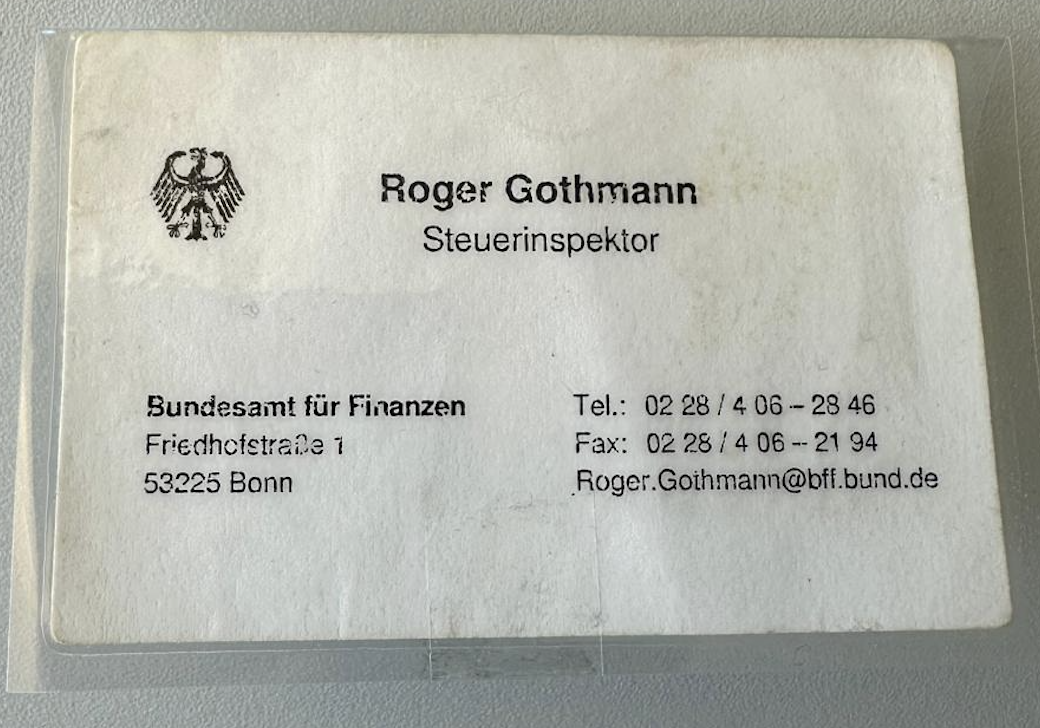 Roger Gothmann
Steuerinspektor
Bundesamt für Finanzen
Friedhofstraße 1
53225 Bonn
Tel.: 02 28 / 4 06 – 28 46
Fax: 02 28 / 4 06 – 21 94
Roger.Gothmann@bff.bund.de